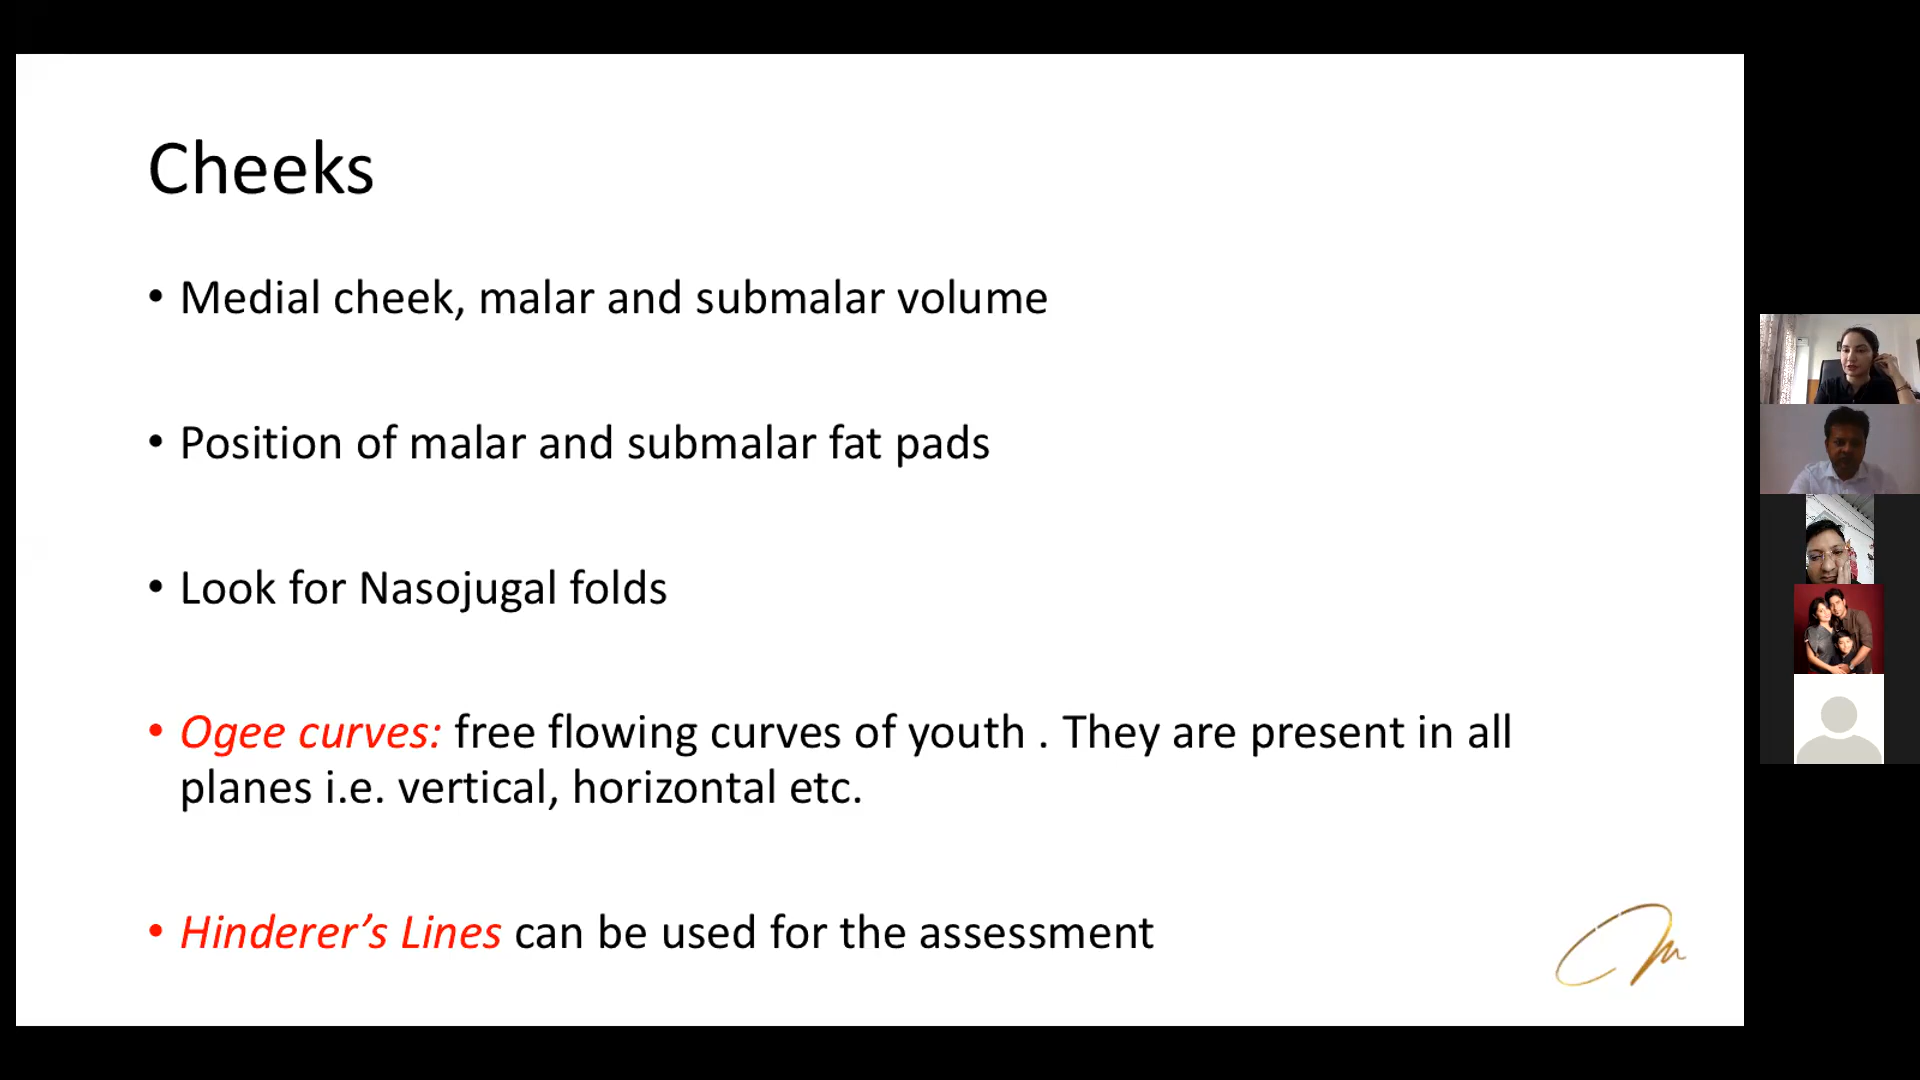 Cheeks
• Medial cheek, malar and submalar volume
• Position of malar and submalar fat pads
• Look for Nasojugal folds
• Ogee curves: free flowing curves of youth . They are present in all
planes i.e. vertical, horizontal etc.
• Hinderer’s Lines can be used for the assessment